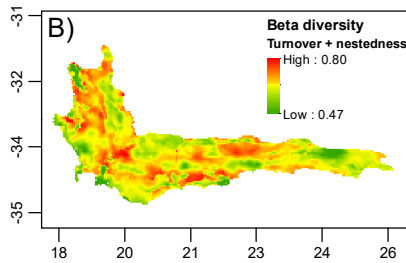 B)
Beta diversity
Turnover + nestedness
High : 0.80
Low : 0.47
-31
-32
-34
-35
18
20
21
22
23
24
26